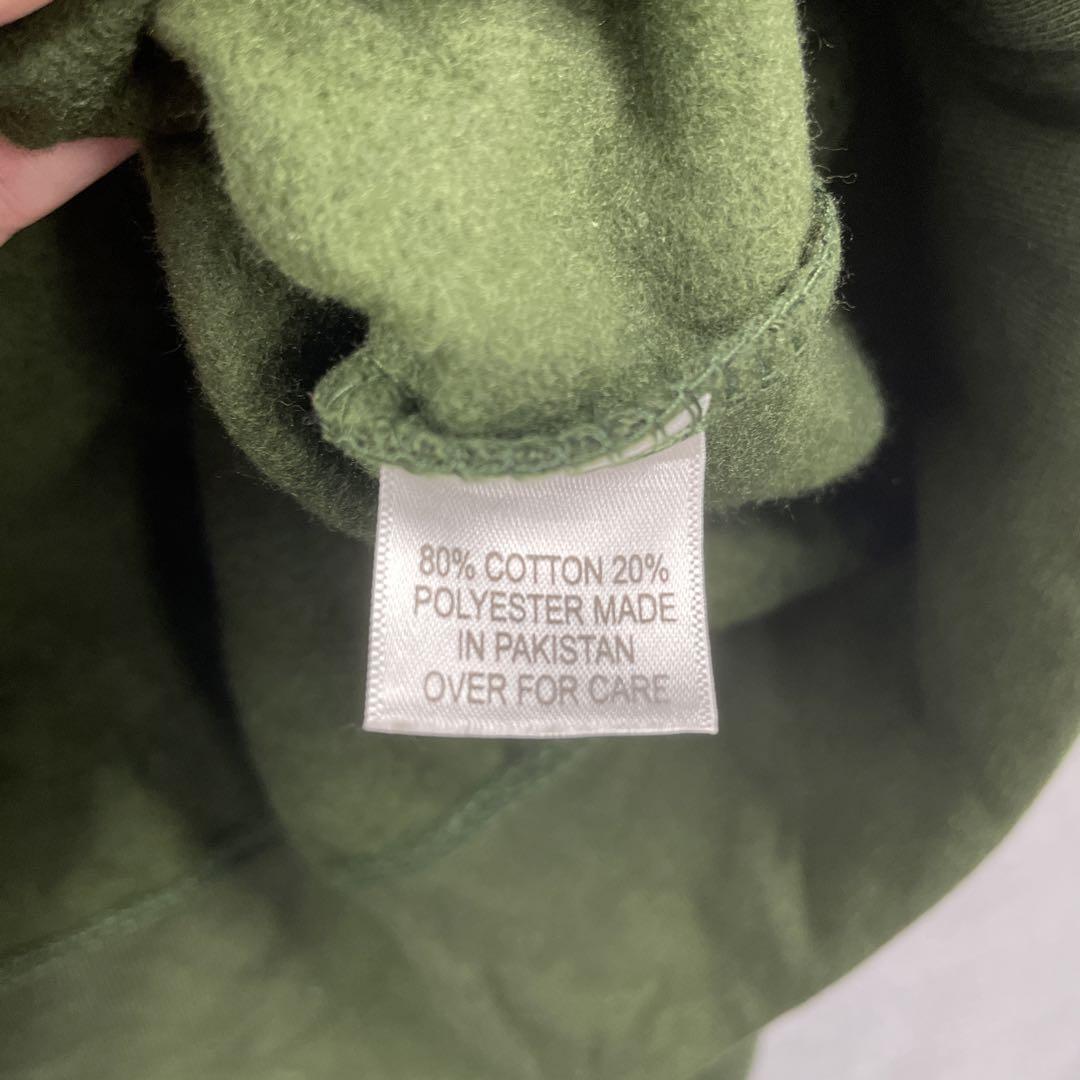 80% COTTON 20%
POLYESTER MADE
IN PAKISTAN
OVER FOR CARE